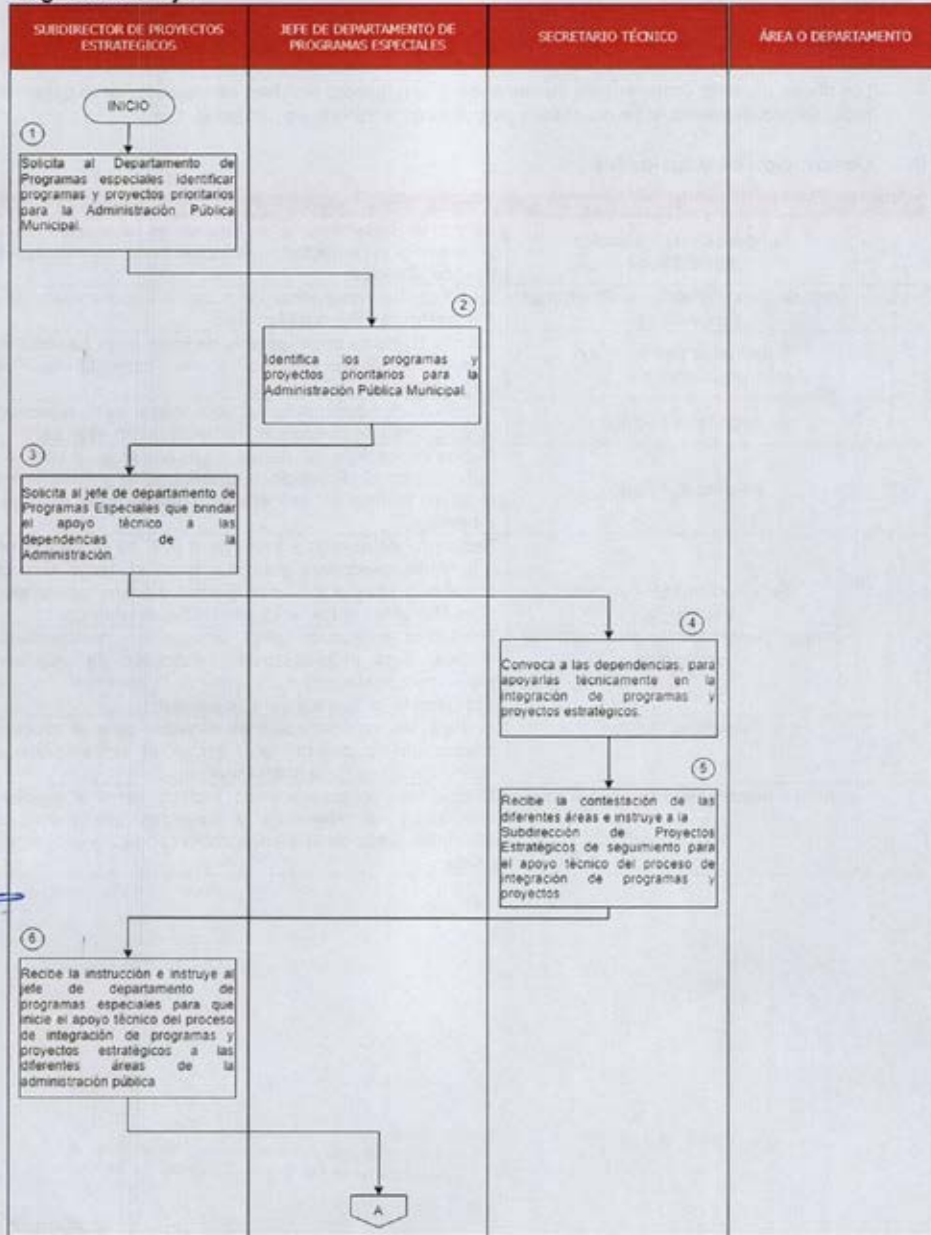 SUBDIRECTOR DE PROYECTOS
ESTRATEGICOS
JEFE DE DEPARTAMENTO DE
PROGRAMAS ESPECIALES
SECRETARIO TÉCNICO
ÁREA O DEPARTAMENTO
INICIO
1
Solicita al Departamento de
Programas especiales identificar
programas y proyectos prioritarios
para la Administración Pública
Municipal.
2
Identifica los programas y
proyectos prioritarios para la
Administración Pública Municipal.
3
Solicita al jefe de departamento de
Programas Especiales que brindar
el apoyo técnico a las
dependencias de la
Administración.
4
Convoca a las dependencias, para
apoyarlas técnicamente en la
integración de programas y
proyectos estratégicos.
5
Recibe la contestación de las
diferentes áreas e instruye a la
Subdirección de Proyectos
Estratégicos de seguimiento para
el apoyo técnico del proceso de
integración de programas y
proyectos
6
Recibe la instrucción e instruye al
jefe de departamento de
programas especiales para que
inicie el apoyo técnico del proceso
de integración de programas y
proyectos estratégicos a las
diferentes áreas de la
administración pública
A